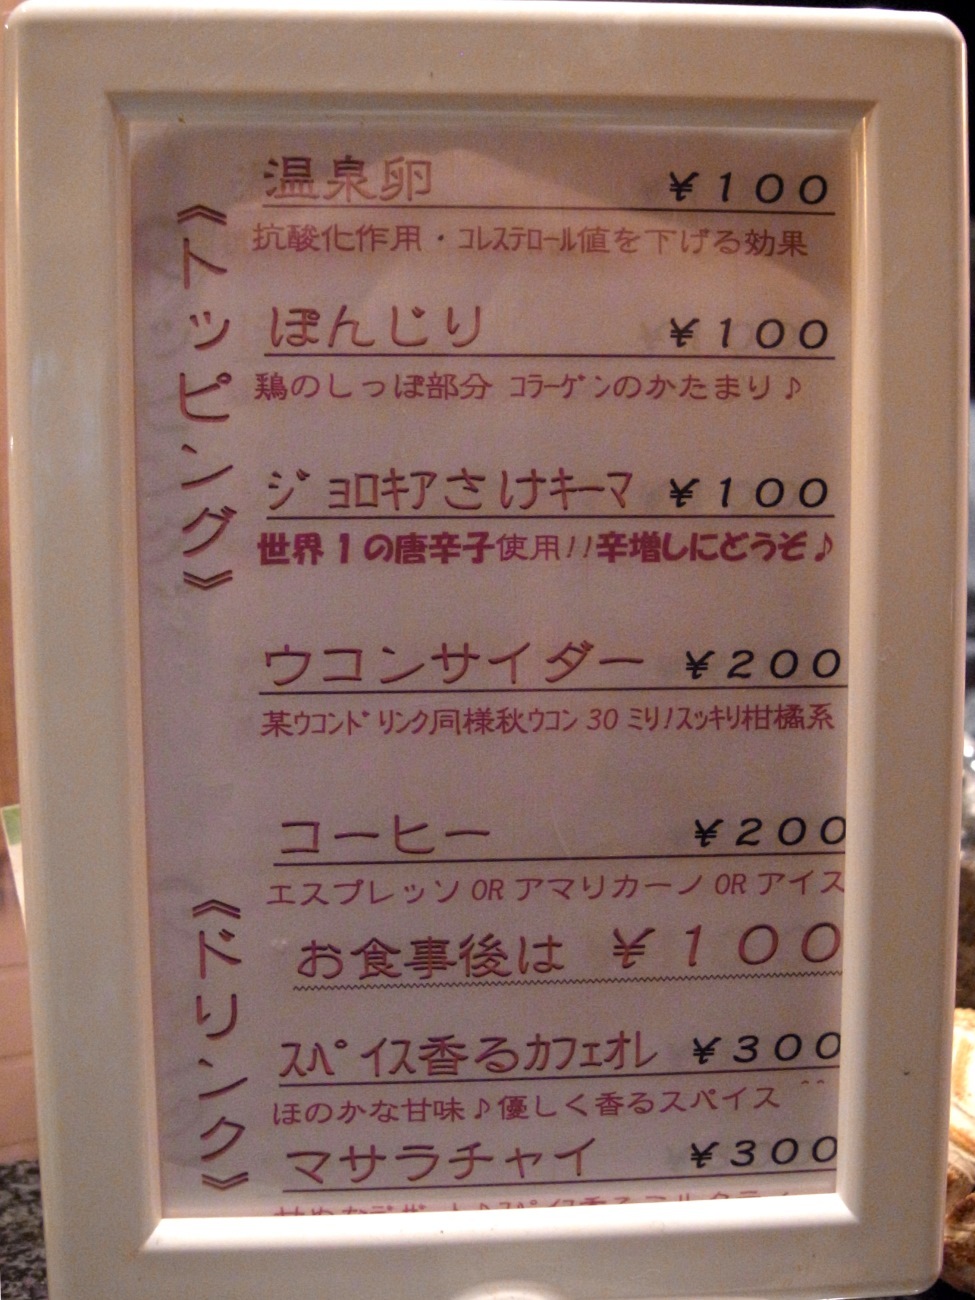 《トッピング》
温泉卵 ￥100
抗酸化作用・コレステロール値を下げる効果
ぽんじり ￥100
鶏のしっぽ部分 コラーゲンのかたまり♪
ジョロキアさけキーマ ￥100
世界1の唐辛子使用!!辛増しにどうぞ♪
ウコンサイダー ￥200
某ウコンドリンク同様秋ウコン30ミリ!スッキリ柑橘系
《ドリンク》
コーヒー ￥200
エスプレッソ OR アマリカーノ OR アイス
お食事後は ￥100
スパイス香るカフェオレ ￥300
ほのかな甘味♪優しく香るスパイス ^^
マサラチャイ ￥300